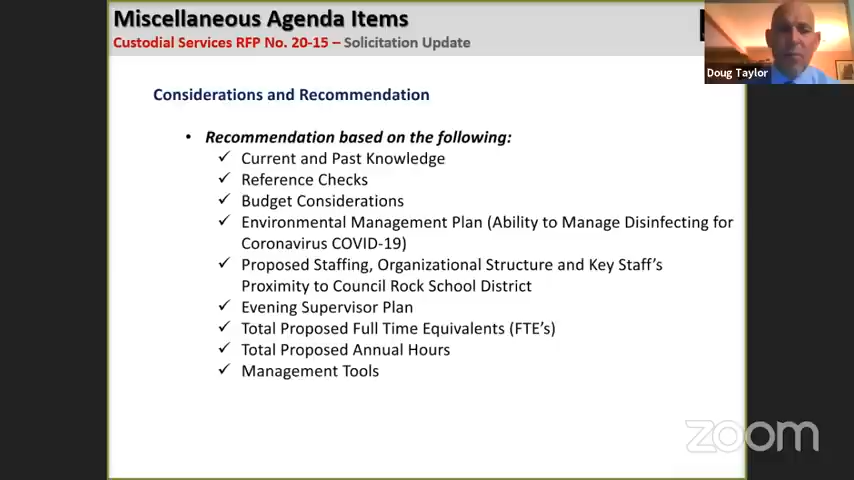 Miscellaneous Agenda Items
Custodial Services RFP No. 20-15 – Solicitation Update
Doug Taylor
Considerations and Recommendation
• Recommendation based on the following:
✓ Current and Past Knowledge
✓ Reference Checks
✓ Budget Considerations
✓ Environmental Management Plan (Ability to Manage Disinfecting for
Coronavirus COVID-19)
✓ Proposed Staffing, Organizational Structure and Key Staff's
Proximity to Council Rock School District
✓ Evening Supervisor Plan
✓ Total Proposed Full Time Equivalents (FTE's)
✓ Total Proposed Annual Hours
✓ Management Tools
zoom